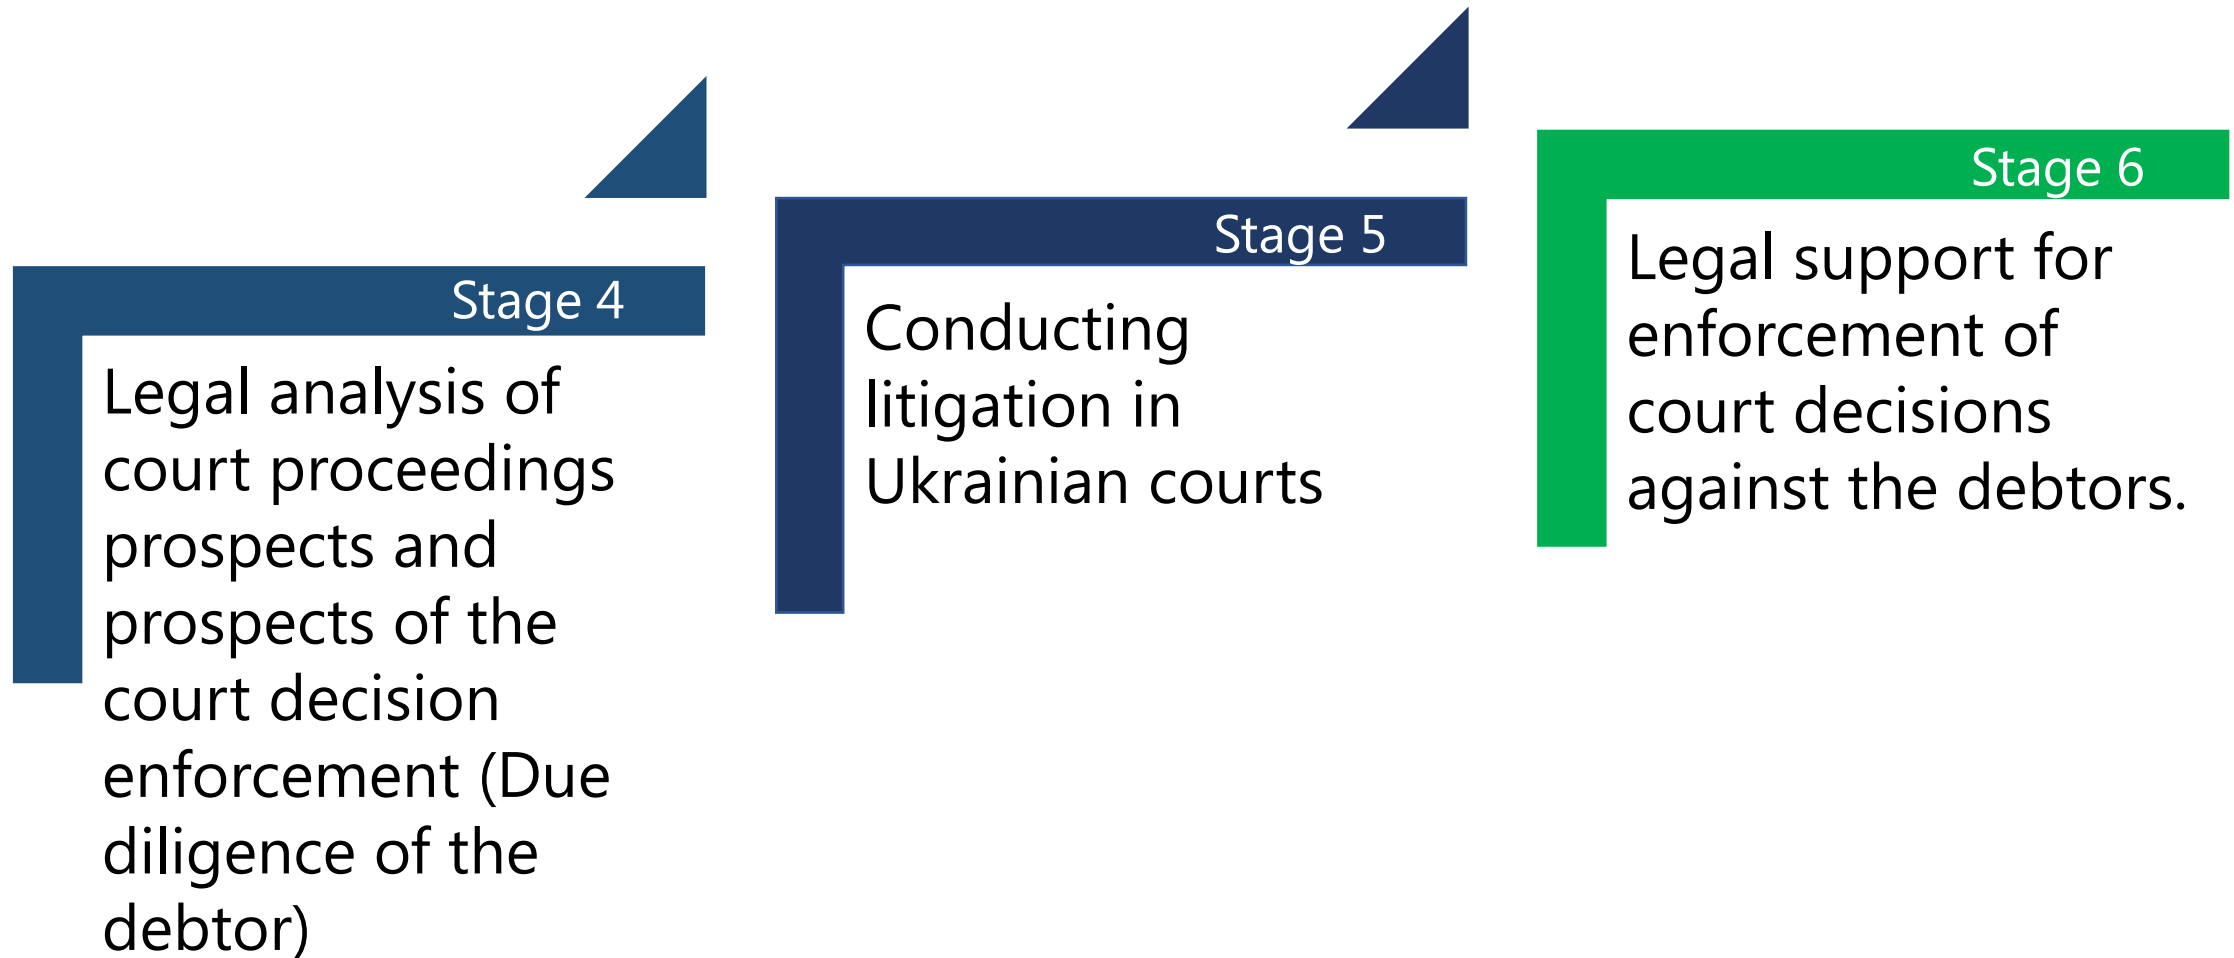 Stage 4
Legal analysis of
court proceedings
prospects and
prospects of the
court decision
enforcement (Due
diligence of the
debtor)
Stage 5
Conducting
litigation in
Ukrainian courts
Stage 6
Legal support for
enforcement of
court decisions
against the debtors.